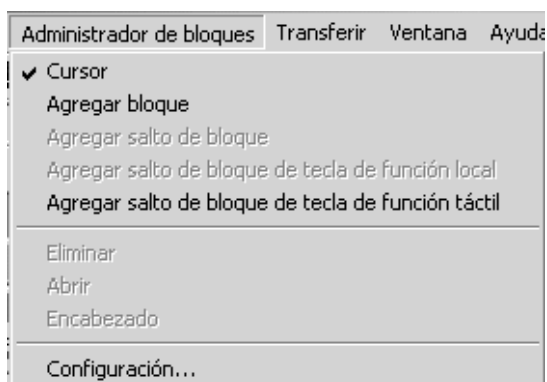 Administrador de bloques Transferir Ventana Ayuda
Cursor
Agregar bloque
Agregar salto de bloque
Agregar salto de bloque de tecla de función local
Agregar salto de bloque de tecla de función táctil
Eliminar
Abrir
Encabezado
Configuración...